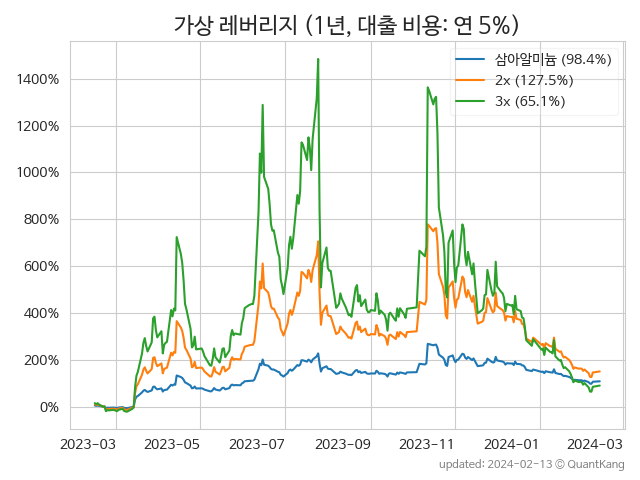 가상 레버리지 (1년, 대출 비용: 연 5%)
삼아알미늄 (98.4%)
2x (127.5%)
3x (65.1%)
1400%
1200%
1000%
800%
600%
400%
200%
0%
2023-03 2023-05 2023-07 2023-09 2023-11 2024-01 2024-03
updated: 2024-02-13 © QuantKang